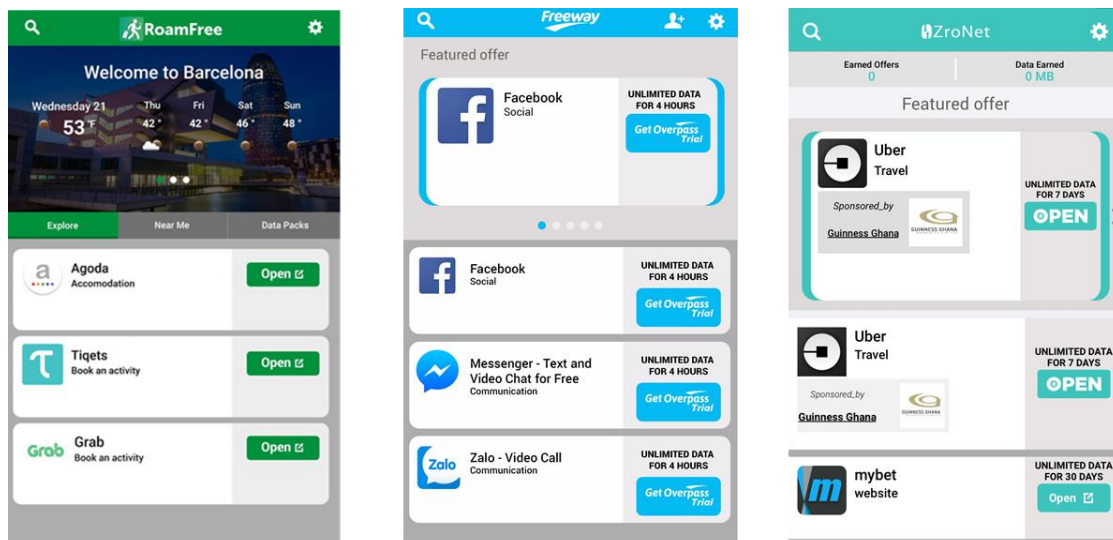 RoamFree
Welcome to Barcelona
Wednesday 21
53 °F
Thu Fri Sat Sun
42 ° 42 ° 46 ° 48 °
Explore Near Me Data Packs
a
Agoda
Accomodation
Open
Tiqets
Book an activity
Open
Grab
Grab
Book an activity
Open
Freeway
Featured offer
Facebook
Social
UNLIMITED DATA
FOR 4 HOURS
Get Overpass
Trial
Facebook
Social
UNLIMITED DATA
FOR 4 HOURS
Get Overpass
Trial
Messenger - Text and
Video Chat for Free
Communication
UNLIMITED DATA
FOR 4 HOURS
Get Overpass
Trial
Zalo
Zalo - Video Call
Communication
UNLIMITED DATA
FOR 4 HOURS
Get Overpass
Trial
ZroNet
Earned Offers
0
Data Earned
0 MB
Featured offer
Uber
Travel
Sponsored_by
Guinness Ghana
GUINNESS GHANA
UNLIMITED DATA
FOR 7 DAYS
OPEN
Uber
Travel
Sponsored_by
Guinness Ghana
GUINNESS GHANA
UNLIMITED DATA
FOR 7 DAYS
OPEN
m
mybet
website
UNLIMITED DATA
FOR 30 DAYS
Open